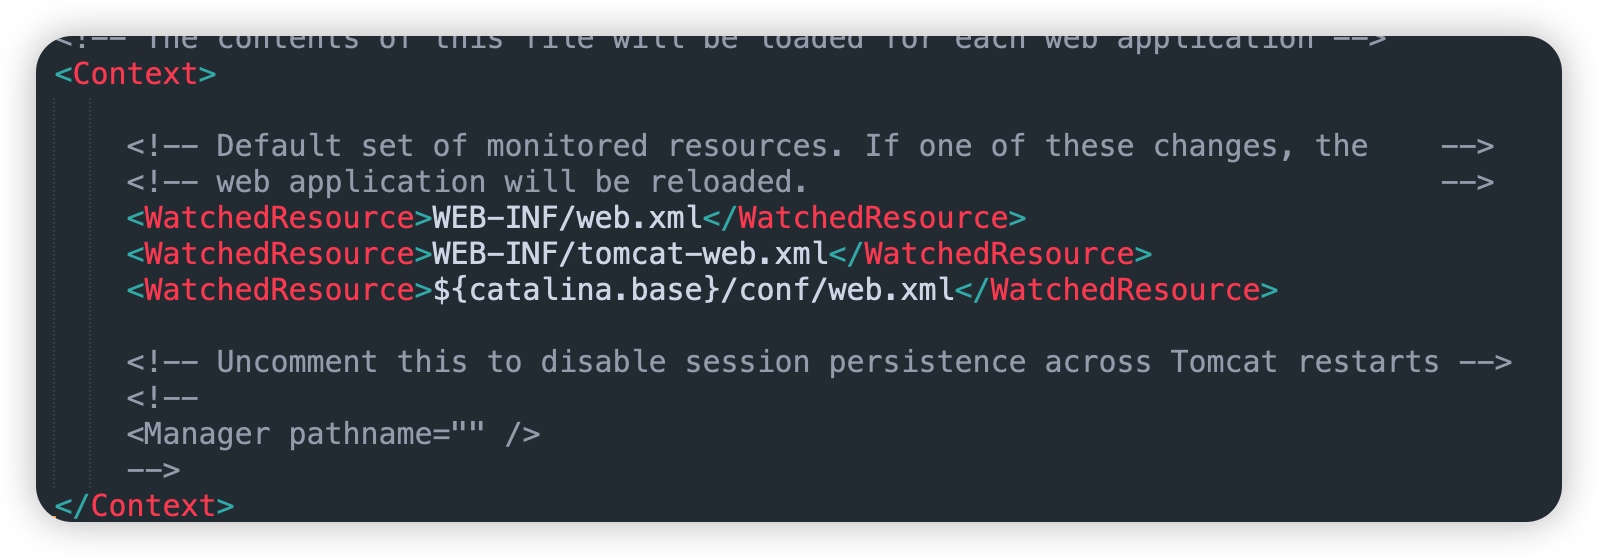 <!-- The contents of this file will be loaded for each web application -->
<Context>
<!-- Default set of monitored resources. If one of these changes, the    -->
<!-- web application will be reloaded.                                   -->
<WatchedResource>WEB-INF/web.xml</WatchedResource>
<WatchedResource>WEB-INF/tomcat-web.xml</WatchedResource>
<WatchedResource>${catalina.base}/conf/web.xml</WatchedResource>
<!-- Uncomment this to disable session persistence across Tomcat restarts -->
<!--
<Manager pathname="" />
-->
</Context>